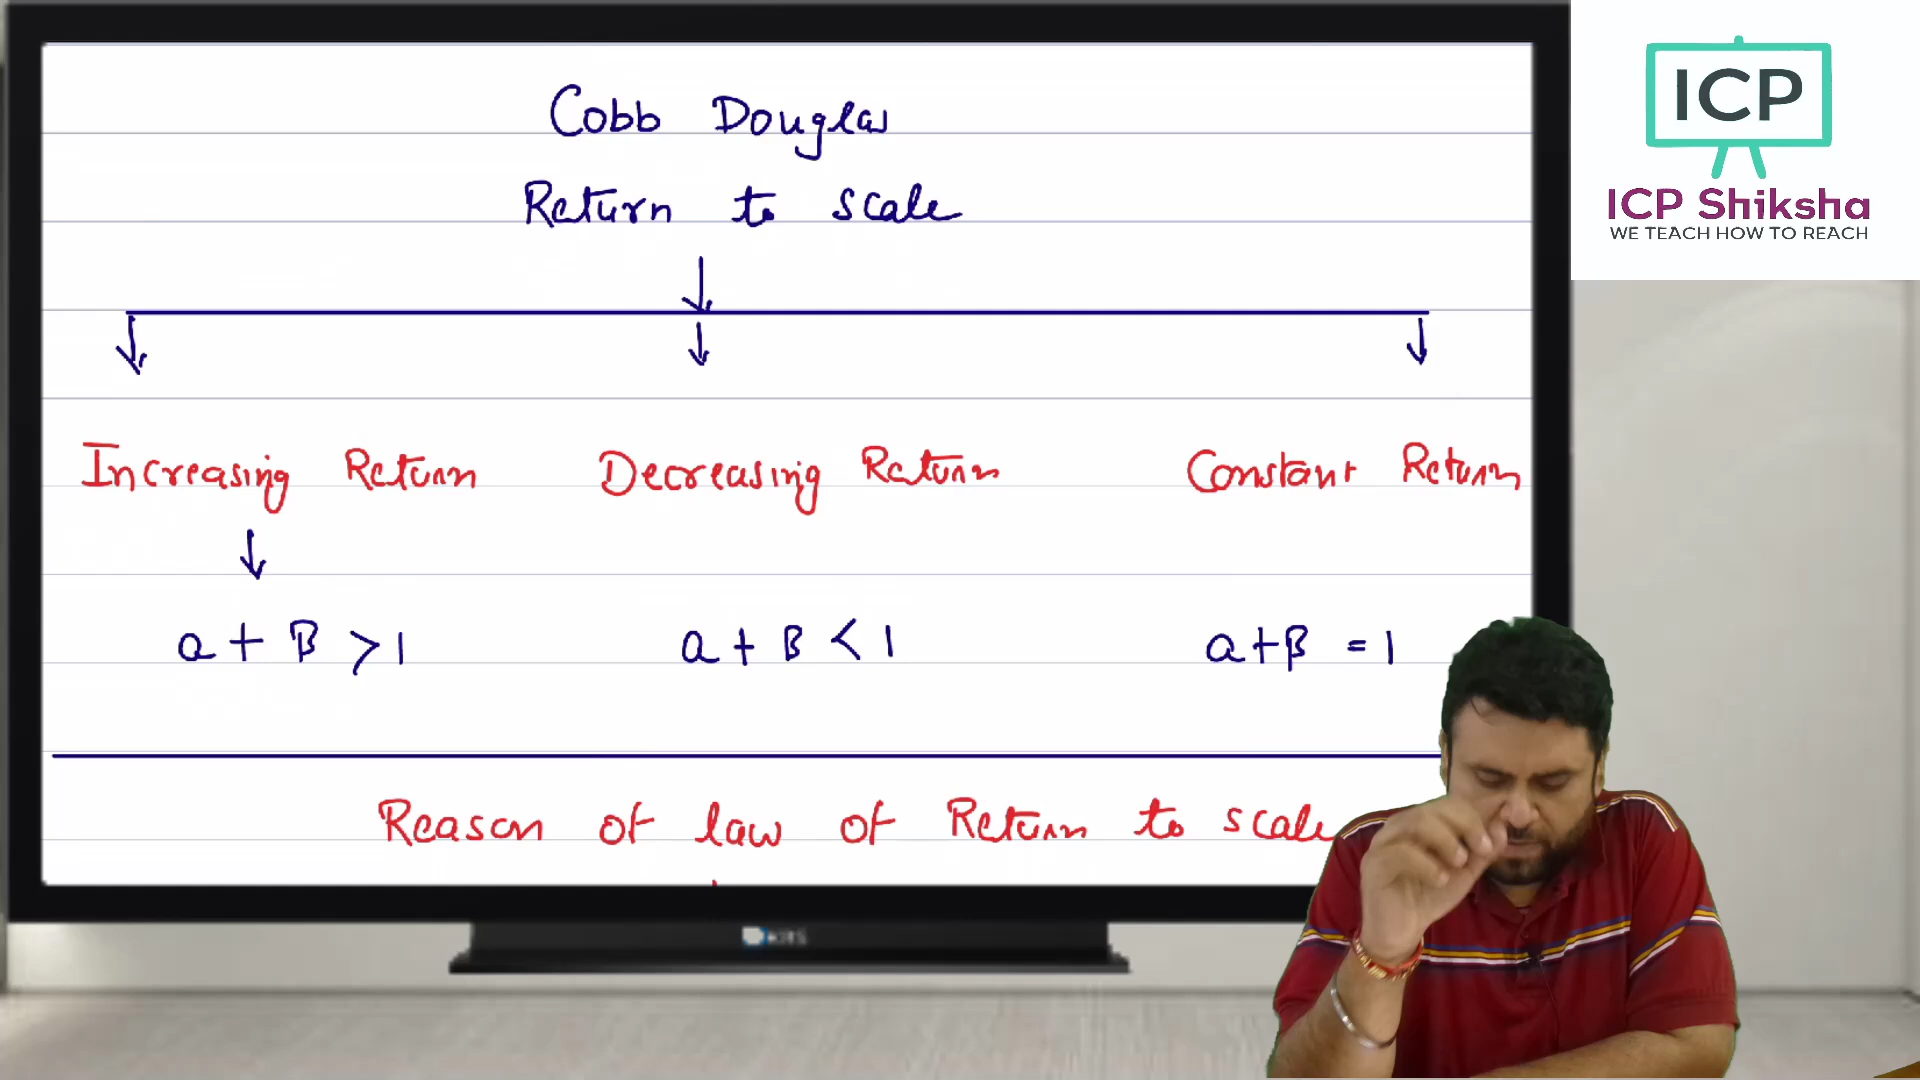 Cobb Douglas
Return to scale
Increasing Return Decreasing Return Constant Return
a + β > 1 a + β < 1 a + β = 1
Reason of law of Return to scale
ICP
ICP Shiksha
WE TEACH HOW TO REACH